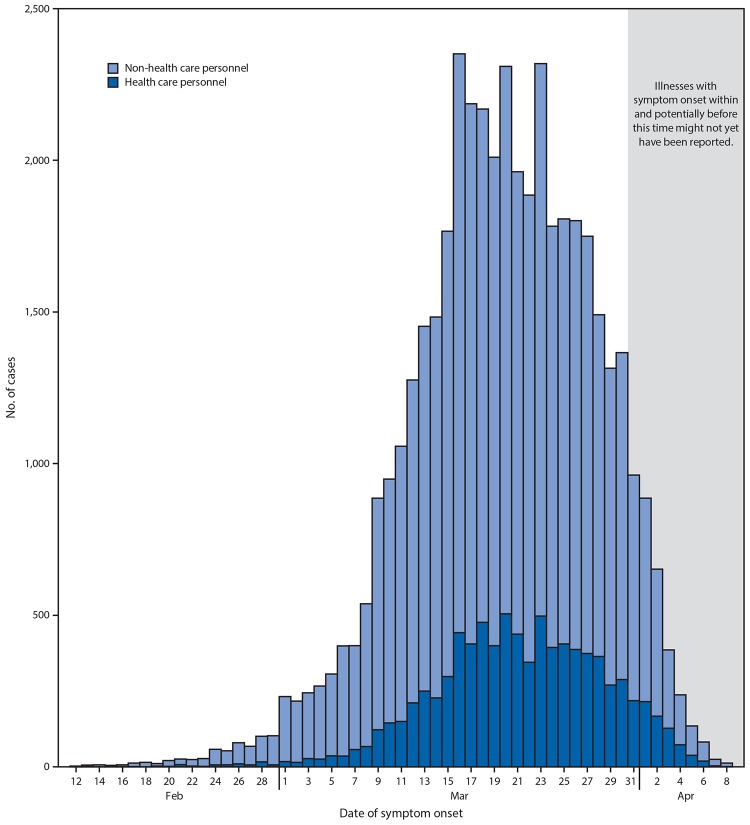 2,500
2,000
1,500
1,000
500
0
No. of cases
Non-health care personnel
Health care personnel
Illnesses with
symptom onset within
and potentially before
this time might not yet
have been reported.
12 14 16 18 20 22 24 26 28 1 3 5 7 9 11 13 15 17 19 21 23 25 27 29 31 2 4 6 8
Feb Mar Apr
Date of symptom onset